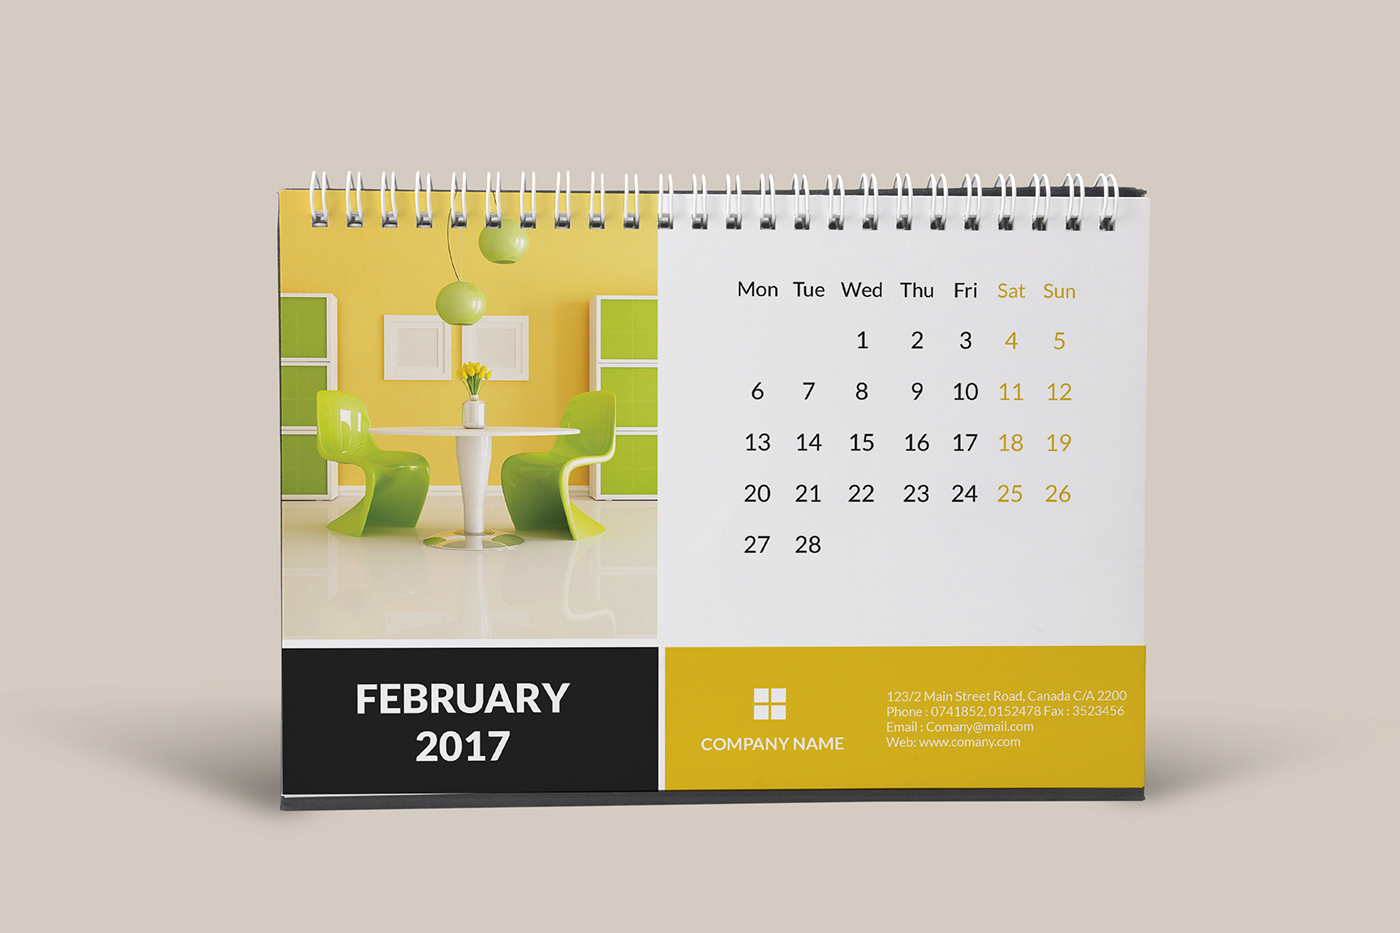 Mon Tue Wed Thu Fri Sat Sun
1 2 3 4 5
6 7 8 9 10 11 12
13 14 15 16 17 18 19
20 21 22 23 24 25 26
27 28
FEBRUARY
2017
COMPANY NAME
123/2 Main Street Road, Canada C/A 2200
Phone : 0741852, 0152478 Fax : 3523456
Email : Comany@mail.com
Web: www.comany.com